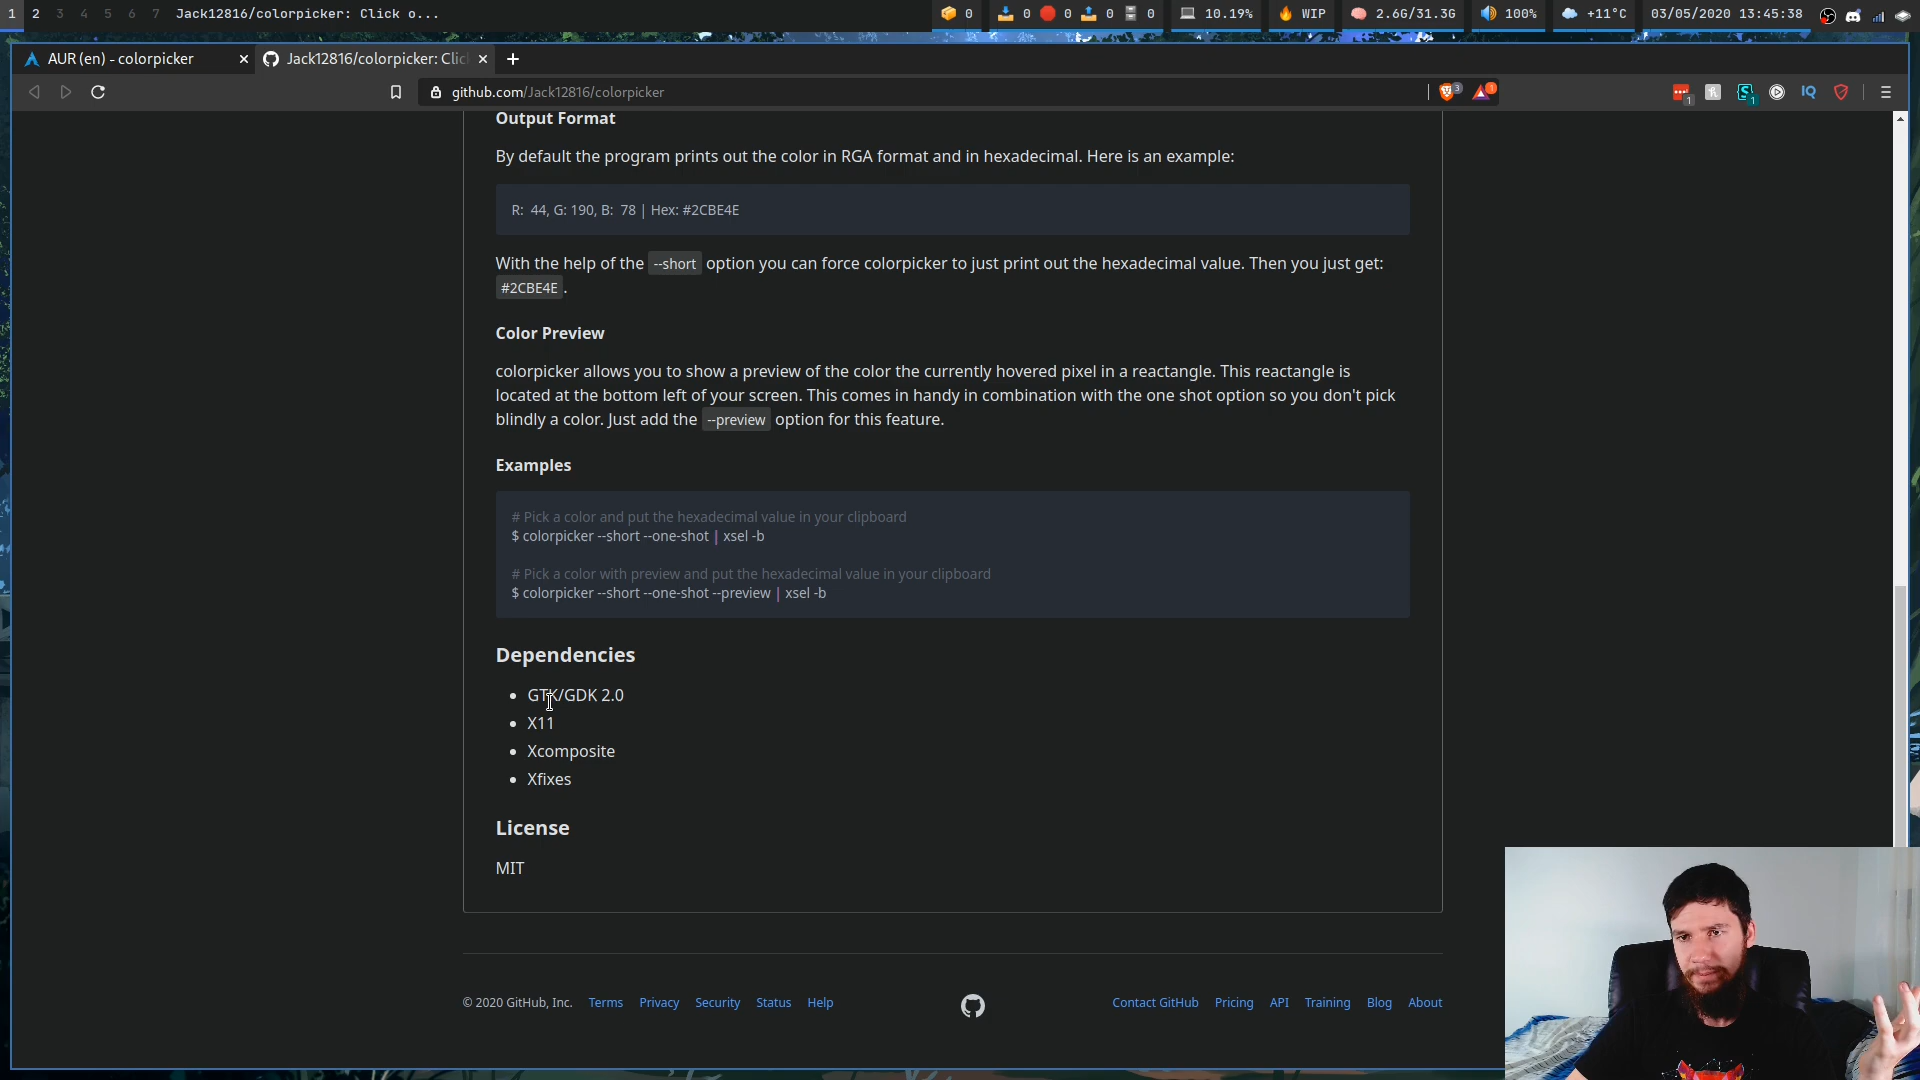 1 2 3 4 5 6 7 Jack12816/colorpicker: Click o... 0 0 0 0 0 10.19% WIP 2.6G/31.3G 100% +11°C 03/05/2020 13:45:38
AUR (en) - colorpicker Jack12816/colorpicker: Clic
github.com/Jack12816/colorpicker 3 1 1 1 IQ
Output Format
By default the program prints out the color in RGA format and in hexadecimal. Here is an example:
R:  44, G: 190, B:  78 | Hex: #2CBE4E
With the help of the --short option you can force colorpicker to just print out the hexadecimal value. Then you just get:
#2CBE4E .
Color Preview
colorpicker allows you to show a preview of the color the currently hovered pixel in a reactangle. This reactangle is
located at the bottom left of your screen. This comes in handy in combination with the one shot option so you don't pick
blindly a color. Just add the --preview option for this feature.
Examples
# Pick a color and put the hexadecimal value in your clipboard
$ colorpicker --short --one-shot | xsel -b
# Pick a color with preview and put the hexadecimal value in your clipboard
$ colorpicker --short --one-shot --preview | xsel -b
Dependencies
• GTK/GDK 2.0
• X11
• Xcomposite
• Xfixes
License
MIT
© 2020 GitHub, Inc. Terms Privacy Security Status Help Contact GitHub Pricing API Training Blog About